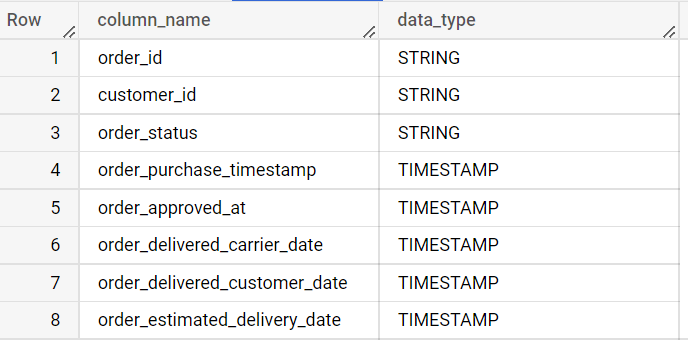 Row column_name data_type
1 order_id STRING
2 customer_id STRING
3 order_status STRING
4 order_purchase_timestamp TIMESTAMP
5 order_approved_at TIMESTAMP
6 order_delivered_carrier_date TIMESTAMP
7 order_delivered_customer_date TIMESTAMP
8 order_estimated_delivery_date TIMESTAMP